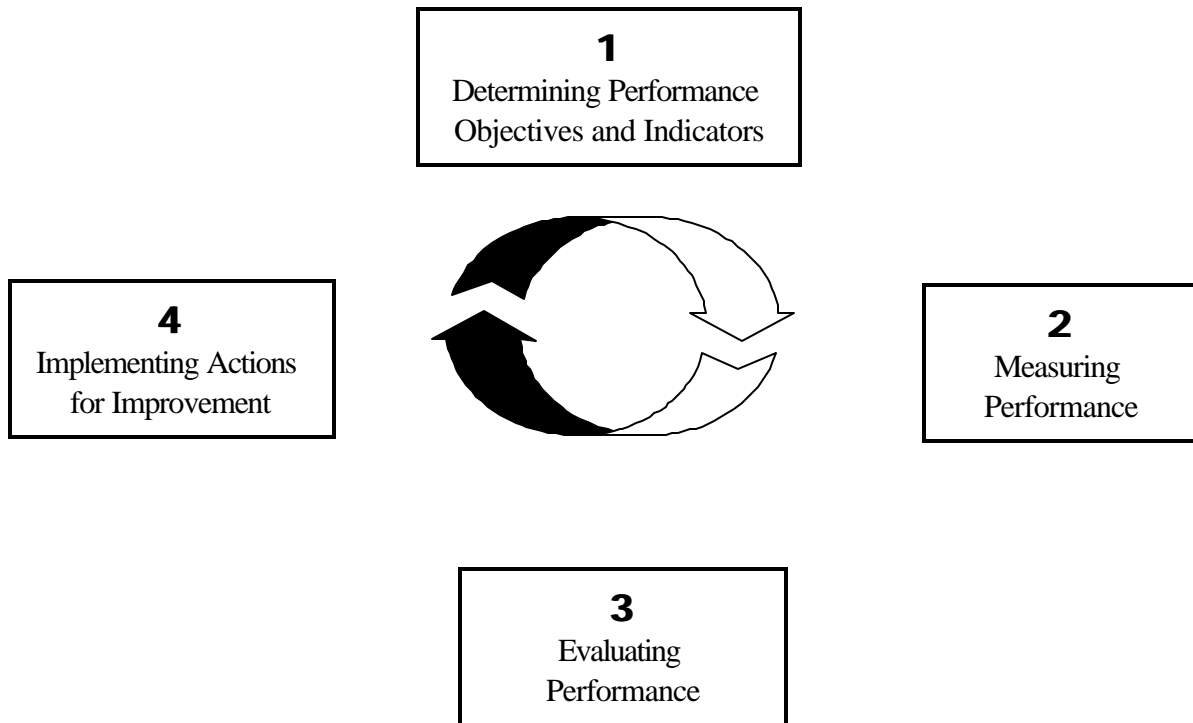 1
Determining Performance
Objectives and Indicators
4
Implementing Actions
for Improvement
2
Measuring
Performance
3
Evaluating
Performance